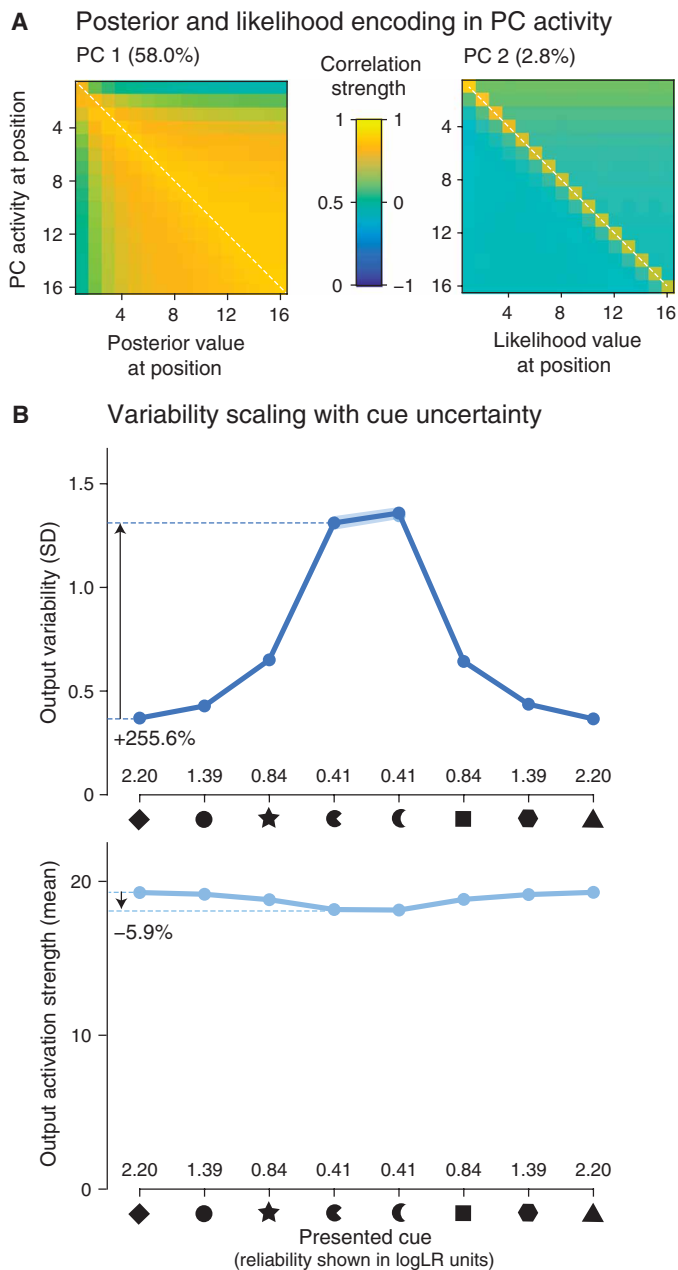 A Posterior and likelihood encoding in PC activity
PC 1 (58.0%)
PC activity at position
4
8
12
16
4 8 12 16
Posterior value
at position
Correlation
strength
1 1
0.5 0
0 −1
PC 2 (2.8%)
4
8
12
16
4 8 12 16
Likelihood value
at position
B Variability scaling with cue uncertainty
Output variability (SD)
1.5
1.0
0.5
0
+255.6%
2.20 1.39 0.84 0.41 0.41 0.84 1.39 2.20
Output activation strength (mean)
20
10
0
−5.9%
2.20 1.39 0.84 0.41 0.41 0.84 1.39 2.20
Presented cue
(reliability shown in logLR units)